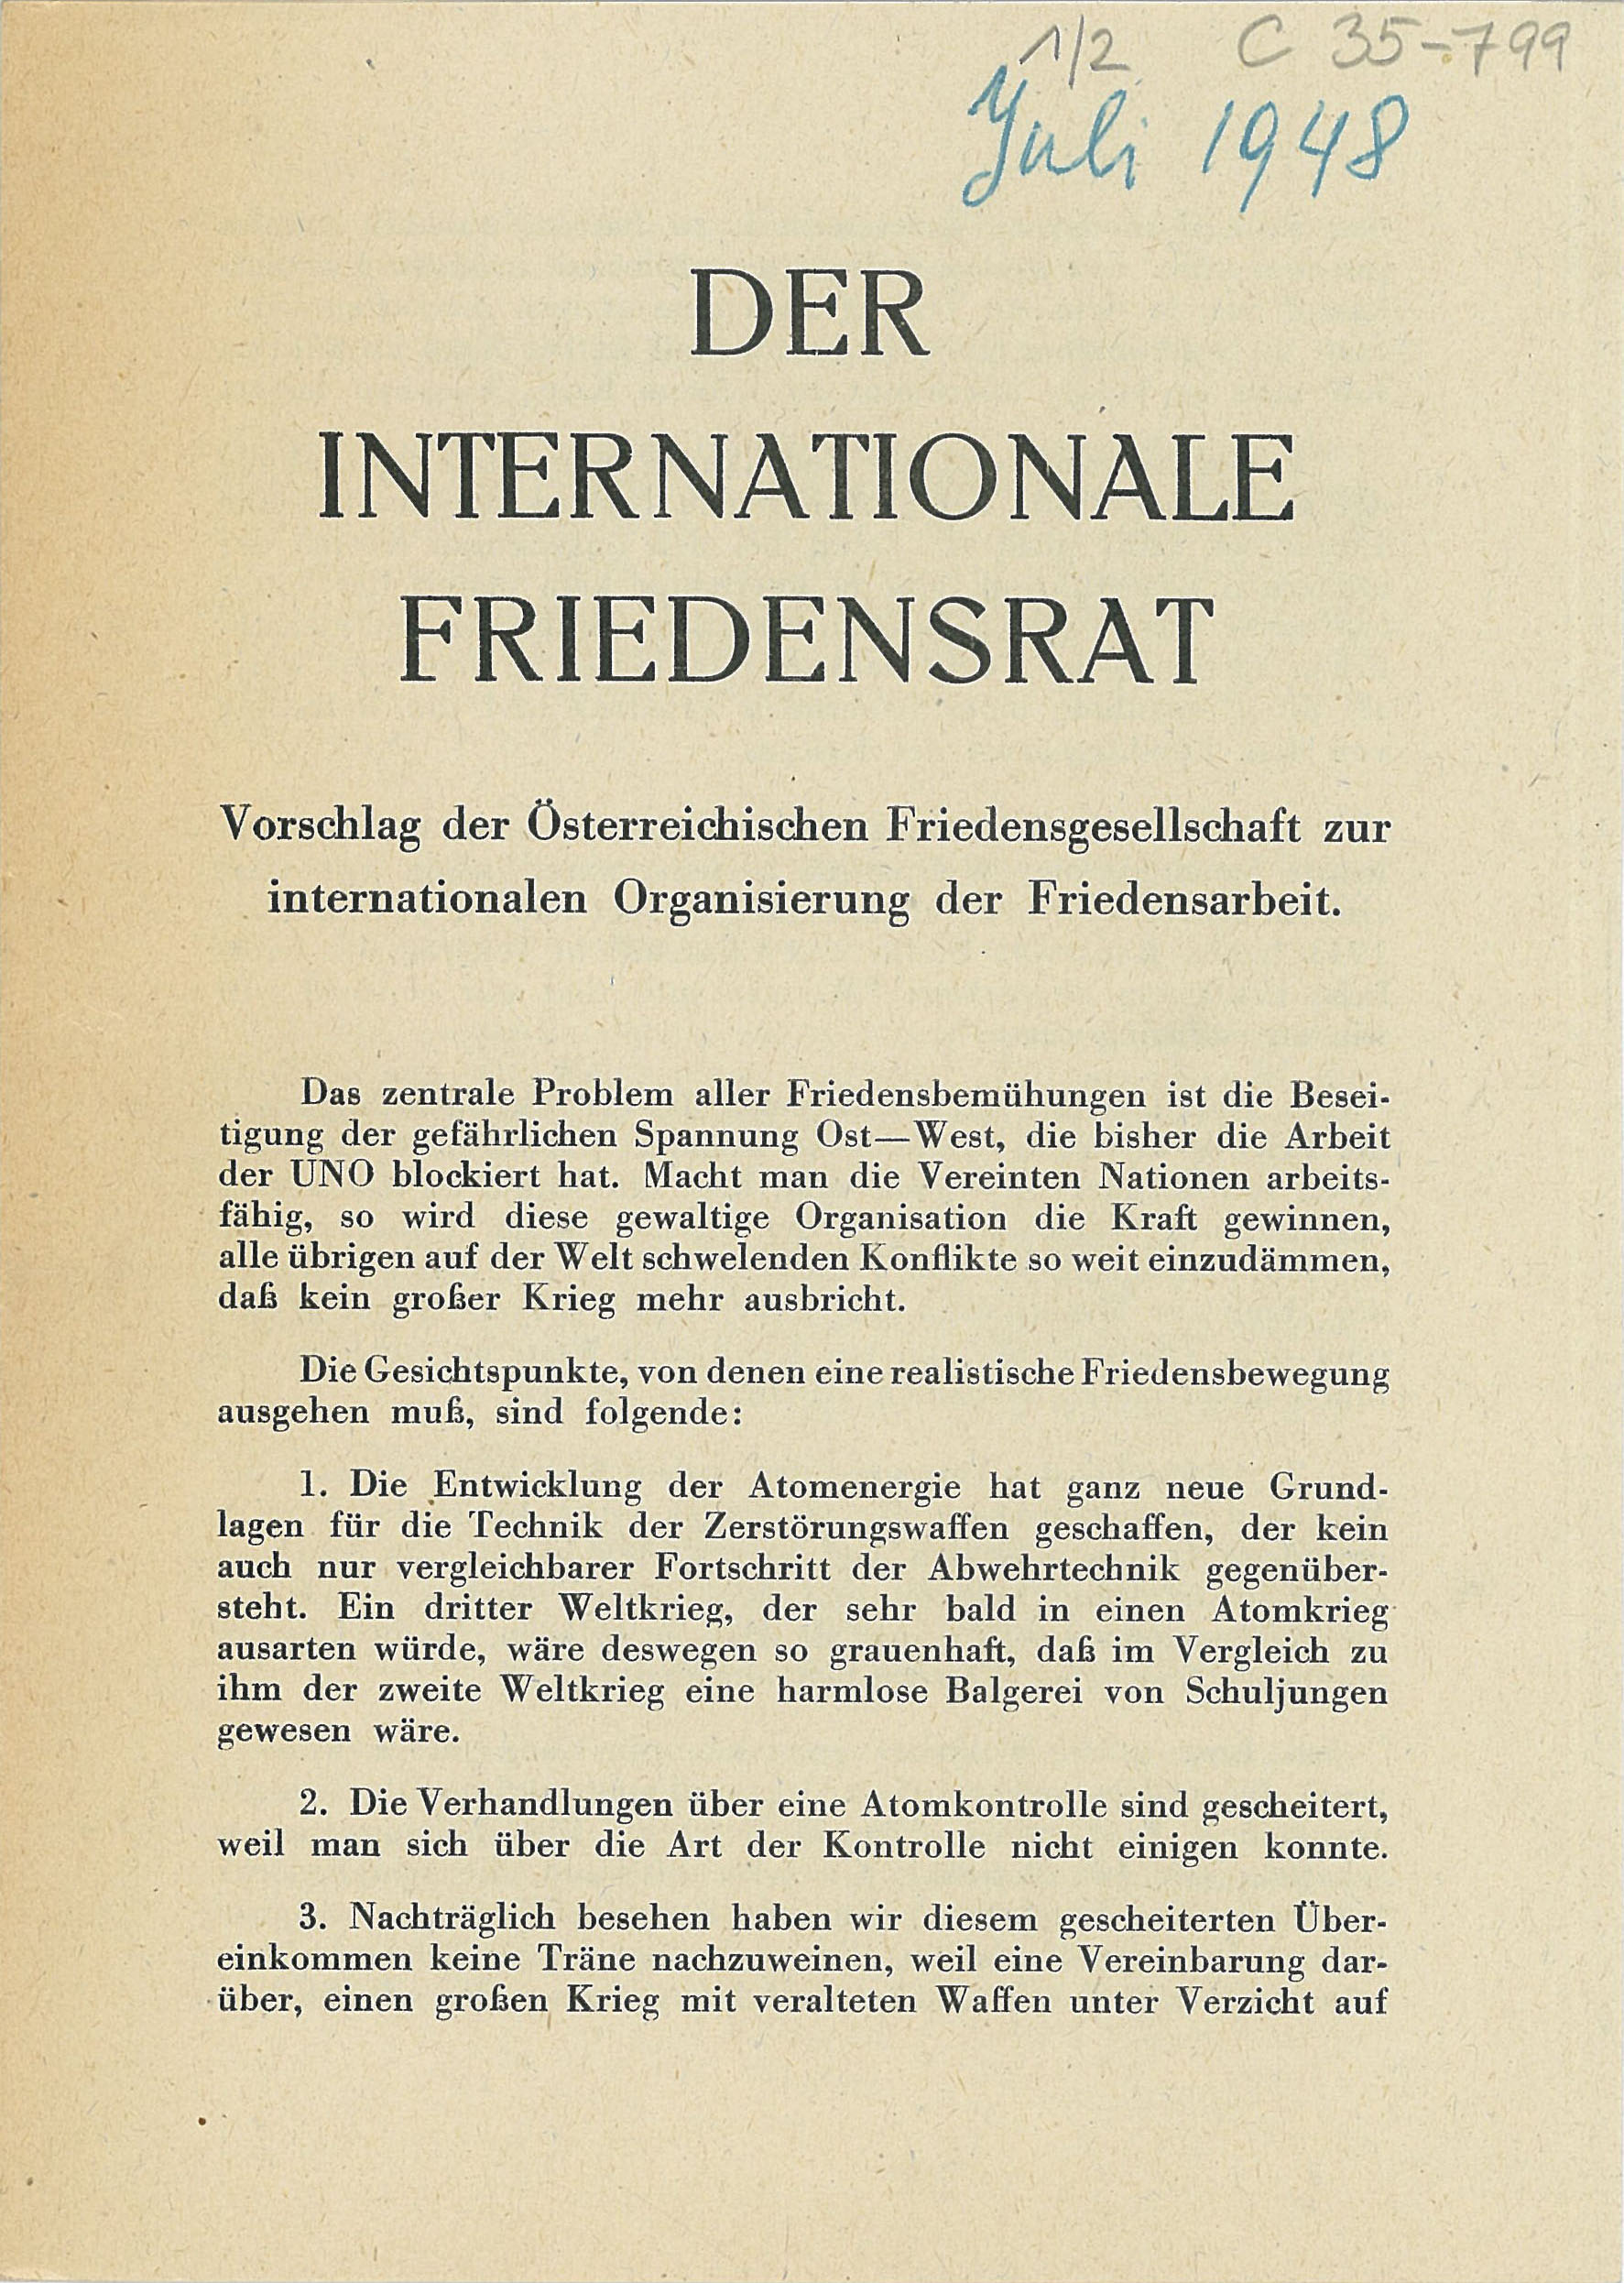 1/2 C 35-799
Juli 1948
DER
INTERNATIONALE
FRIEDENSRAT
Vorschlag der Österreichischen Friedensgesellschaft zur
internationalen Organisierung der Friedensarbeit.
Das zentrale Problem aller Friedensbemühungen ist die Besei-
tigung der gefährlichen Spannung Ost—West, die bisher die Arbeit
der UNO blockiert hat. Macht man die Vereinten Nationen arbeits-
fähig, so wird diese gewaltige Organisation die Kraft gewinnen,
alle übrigen auf der Welt schwelenden Konflikte so weit einzudämmen,
daß kein großer Krieg mehr ausbricht.
Die Gesichtspunkte, von denen eine realistische Friedensbewegung
ausgehen muß, sind folgende:
1. Die Entwicklung der Atomenergie hat ganz neue Grund-
lagen für die Technik der Zerstörungswaffen geschaffen, der kein
auch nur vergleichbarer Fortschritt der Abwehrtechnik gegenüber-
steht. Ein dritter Weltkrieg, der sehr bald in einen Atomkrieg
ausarten würde, wäre deswegen so grauenhaft, daß im Vergleich zu
ihm der zweite Weltkrieg eine harmlose Balgerei von Schuljungen
gewesen wäre.
2. Die Verhandlungen über eine Atomkontrolle sind gescheitert,
weil man sich über die Art der Kontrolle nicht einigen konnte.
3. Nachträglich besehen haben wir diesem gescheiterten Über-
einkommen keine Träne nachzuweinen, weil eine Vereinbarung dar-
über, einen großen Krieg mit veralteten Waffen unter Verzicht auf